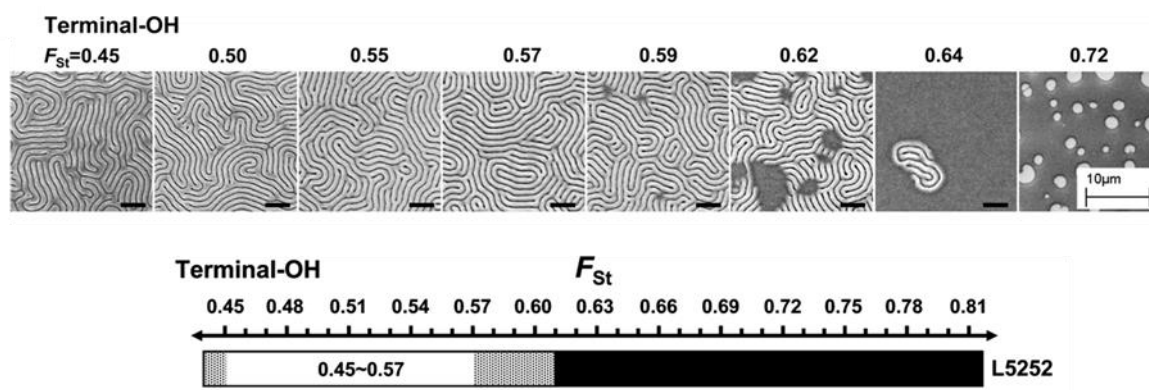 Terminal-OH
F_St=0.45 0.50 0.55 0.57 0.59 0.62 0.64 0.72
10μm
Terminal-OH F_St
0.45 0.48 0.51 0.54 0.57 0.60 0.63 0.66 0.69 0.72 0.75 0.78 0.81
0.45~0.57 L5252